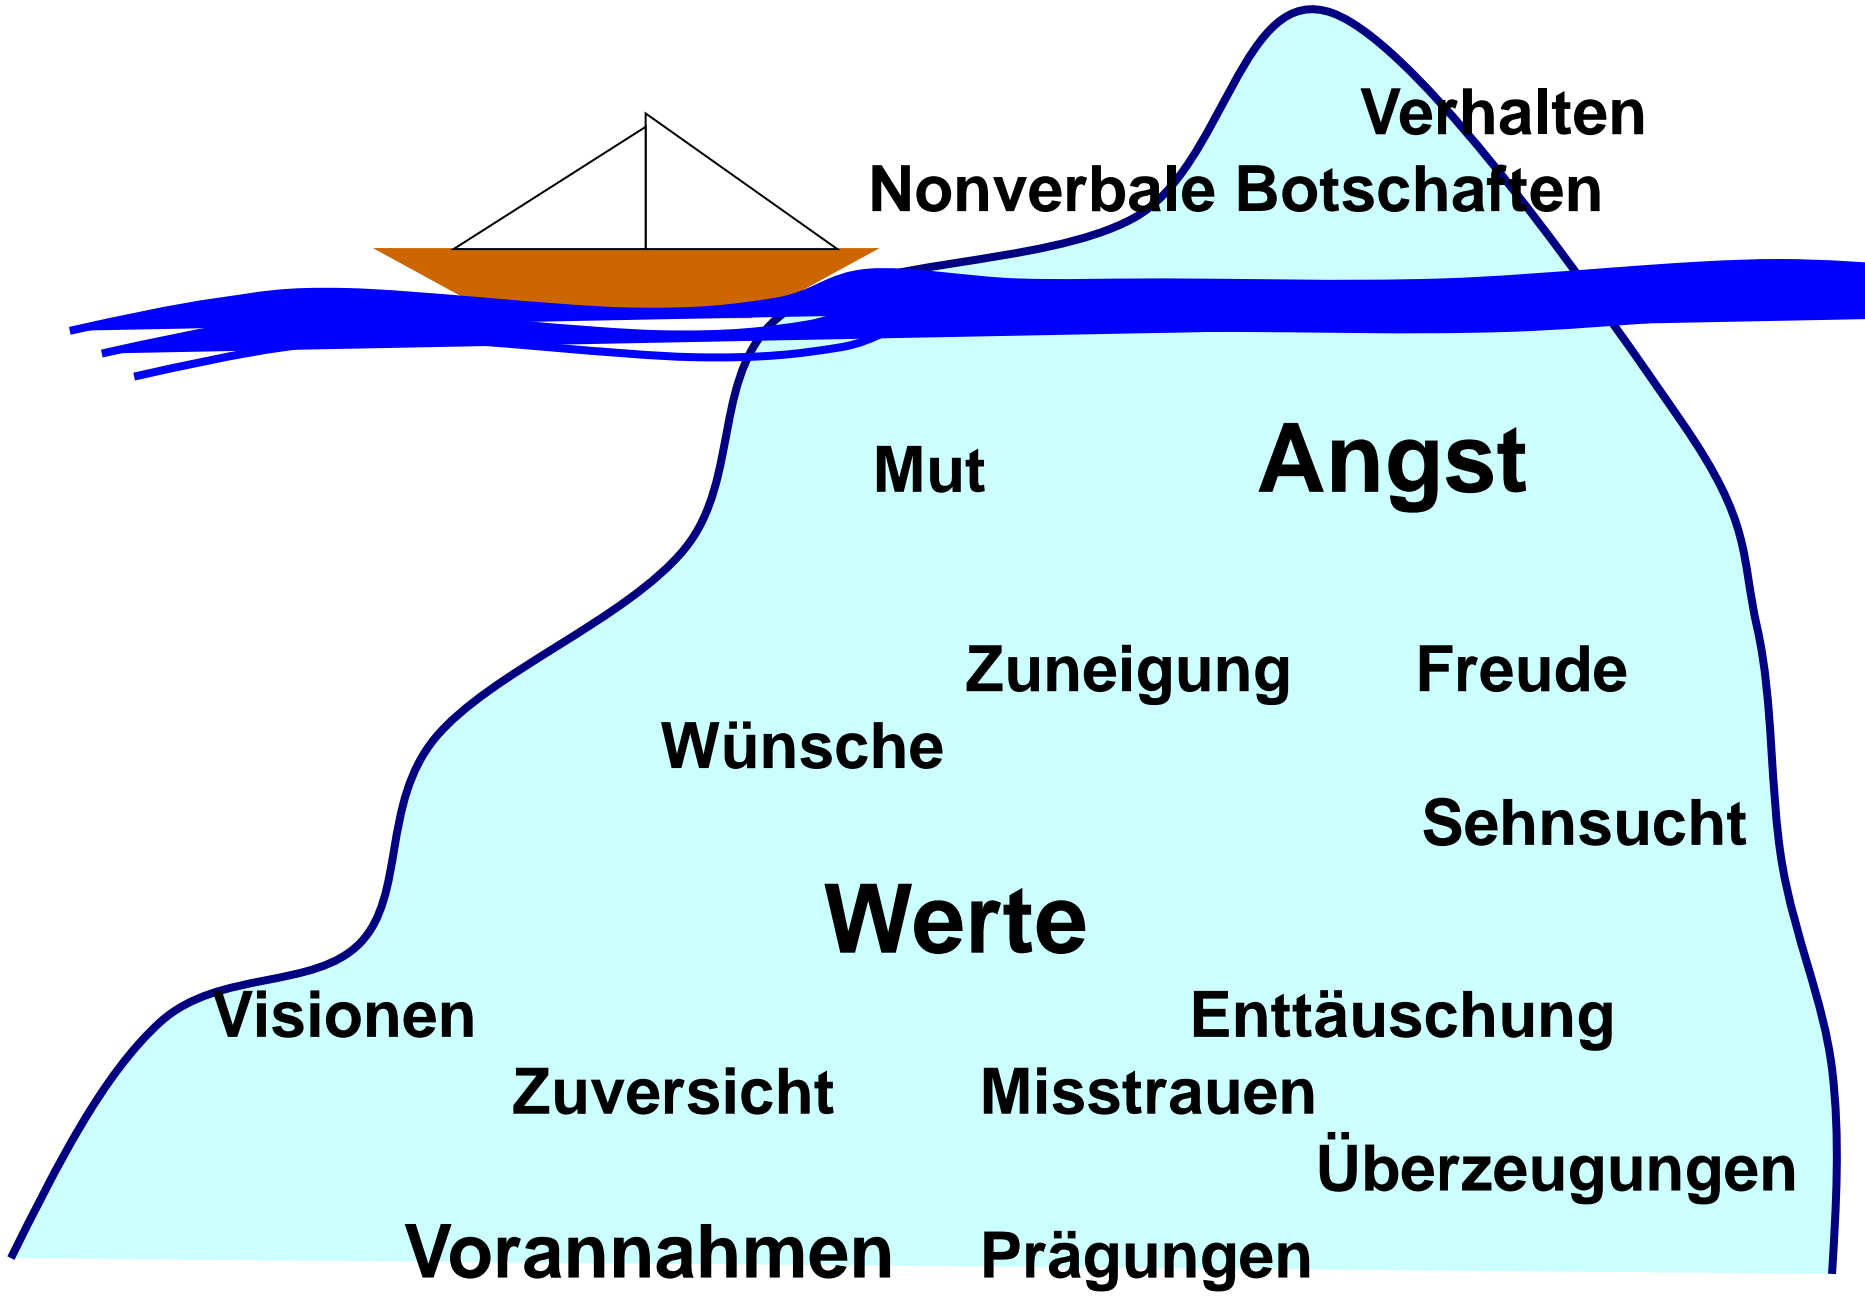 Verhalten
Nonverbale Botschaften
Mut Angst
Zuneigung Freude
Wünsche
Sehnsucht
Werte
Visionen Enttäuschung
Zuversicht Misstrauen
Überzeugungen
Vorannahmen Prägungen